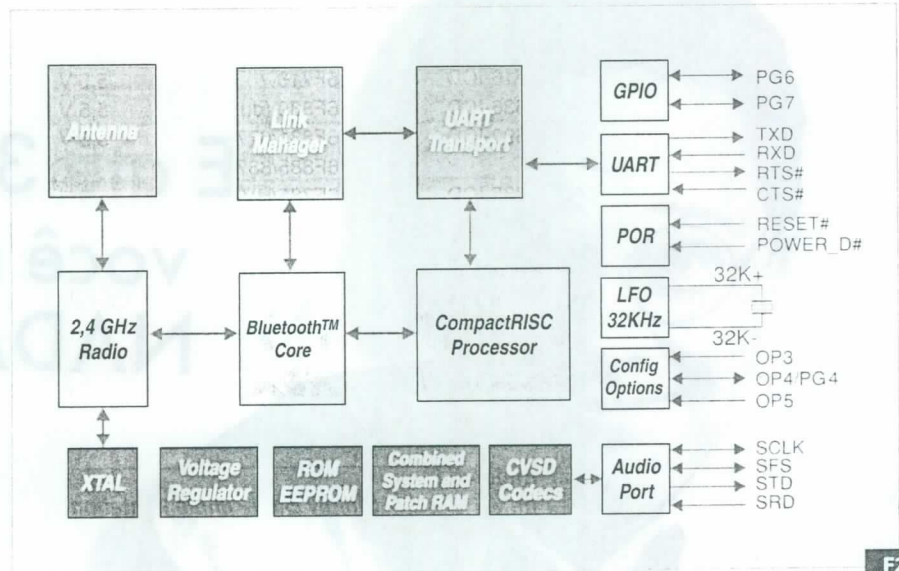 Antenna
Link
Manager
UART
Transport
GPIO
PG6
PG7
UART
TXD
RXD
RTS#
CTS#
POR
RESET#
POWER_D#
2,4 GHz
Radio
Bluetooth™
Core
CompactRISC
Processor
LFO
32KHz
32K+
32K-
Config
Options
OP3
OP4/PG4
OP5
XTAL
Voltage
Regulator
ROM
EEPROM
Combined
System and
Patch RAM
CVSD
Codecs
Audio
Port
SCLK
SFS
STD
SRD